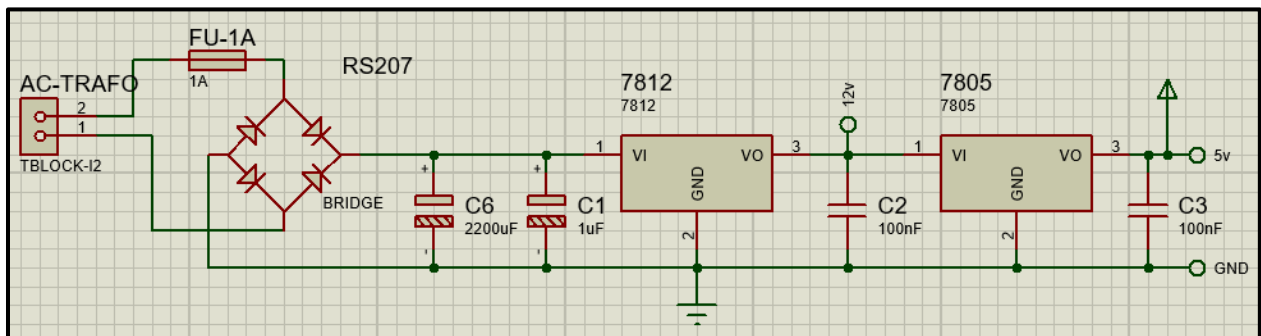 FU-1A
1A
RS207
AC-TRAFO
2
1
TBLOCK-I2
BRIDGE
+
C6
2200uF
-
+
C1
1uF
-
7812
7812
1
VI
VO
3
GND
2
12v
C2
100nF
7805
7805
1
VI
VO
3
GND
2
5v
C3
100nF
GND